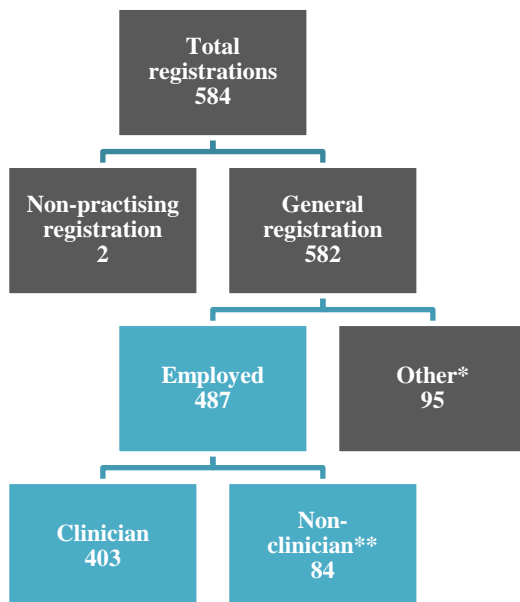 Total
registrations
584
Non-practising
registration
2
General
registration
582
Employed
487
Other*
95
Clinician
403
Non-
clinician**
84